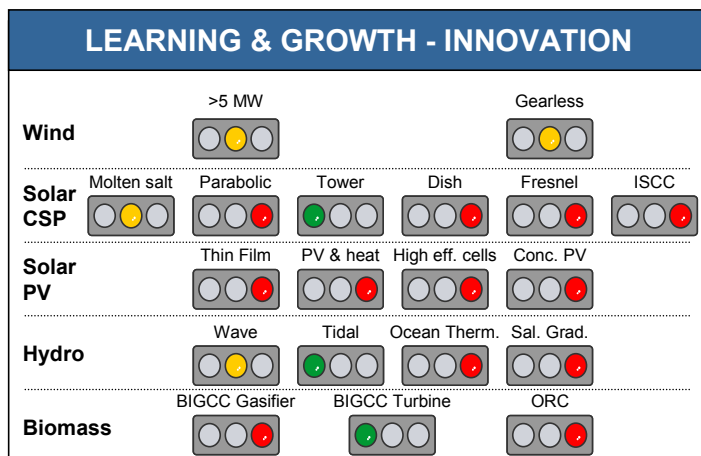 LEARNING & GROWTH - INNOVATION
>5 MW Gearless
Wind
Molten salt Parabolic Tower Dish Fresnel ISCC
Solar
CSP
Thin Film PV & heat High eff. cells Conc. PV
Solar
PV
Wave Tidal Ocean Therm. Sal. Grad.
Hydro
BIGCC Gasifier BIGCC Turbine ORC
Biomass